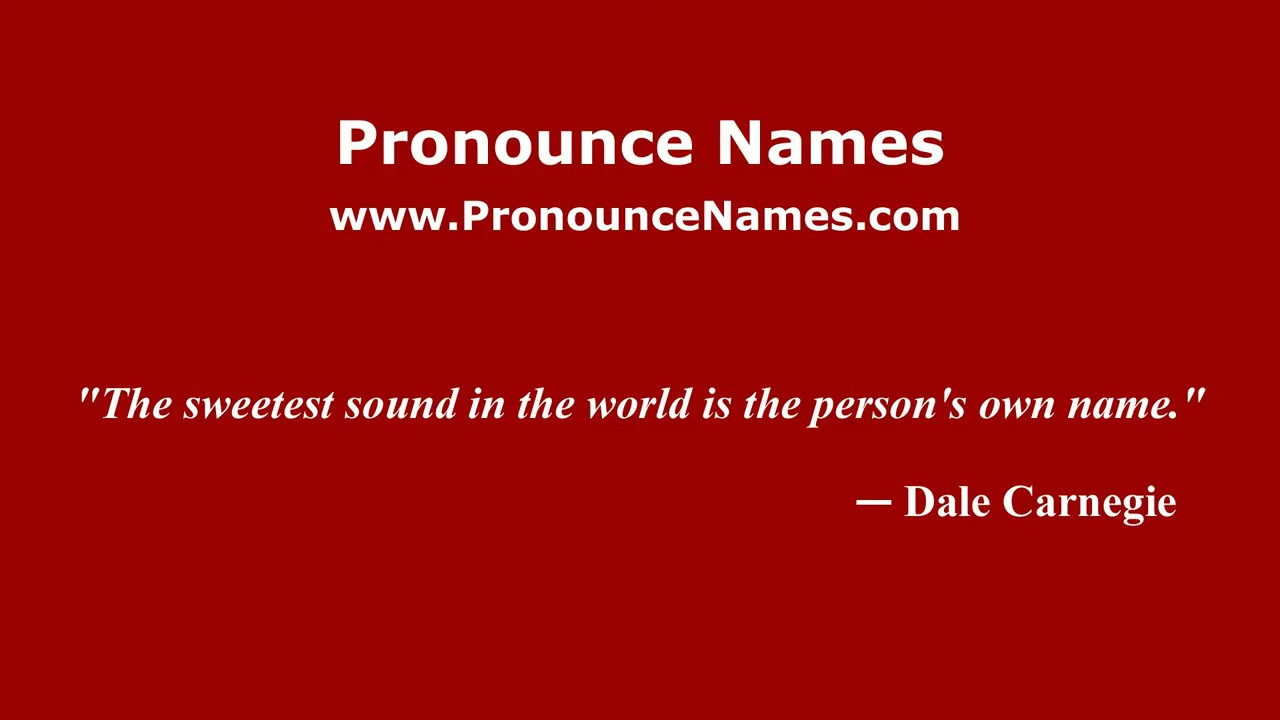 Pronounce Names
www.PronounceNames.com
"The sweetest sound in the world is the person's own name."
— Dale Carnegie